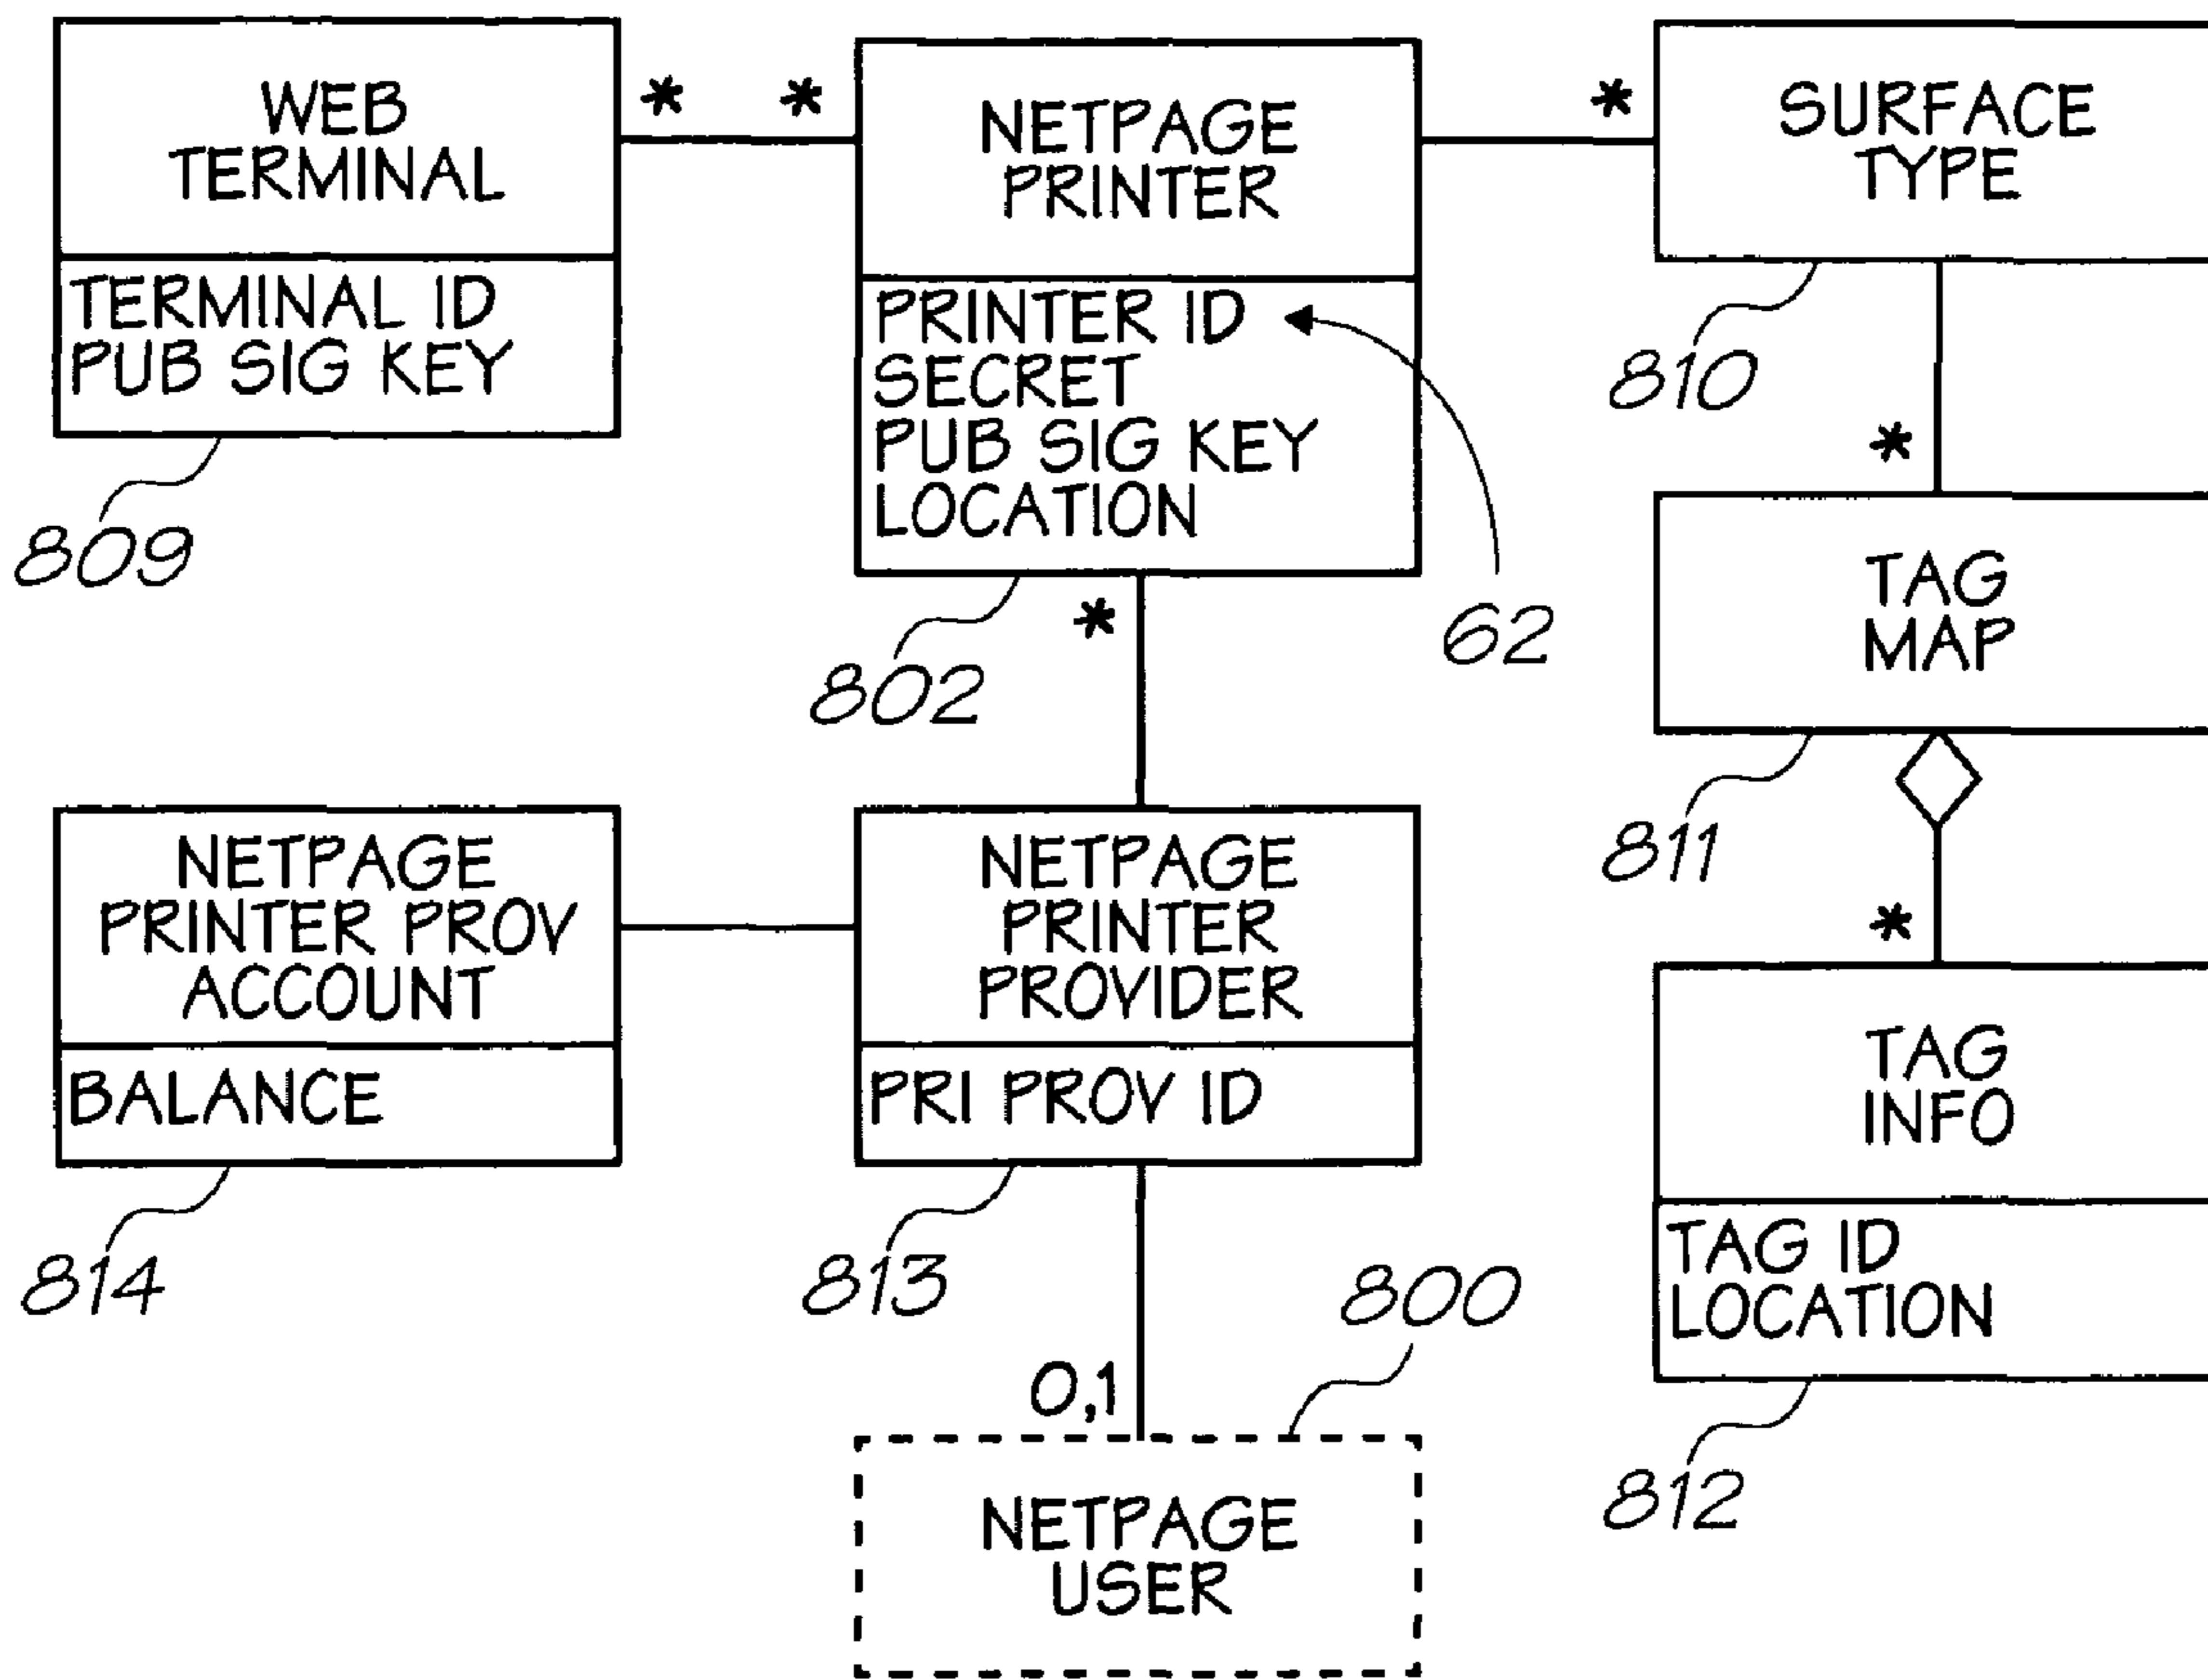 WEB
TERMINAL
TERMINAL ID
PUB SIG KEY
809
*
*
NETPAGE
PRINTER
PRINTER ID
SECRET
PUB SIG KEY
LOCATION
62
802
*
*
SURFACE
TYPE
810
*
TAG
MAP
811
*
TAG
INFO
TAG ID
LOCATION
812
NETPAGE
PRINTER PROV
ACCOUNT
BALANCE
814
NETPAGE
PRINTER
PROVIDER
PRI PROV ID
813
0,1
800
NETPAGE
USER